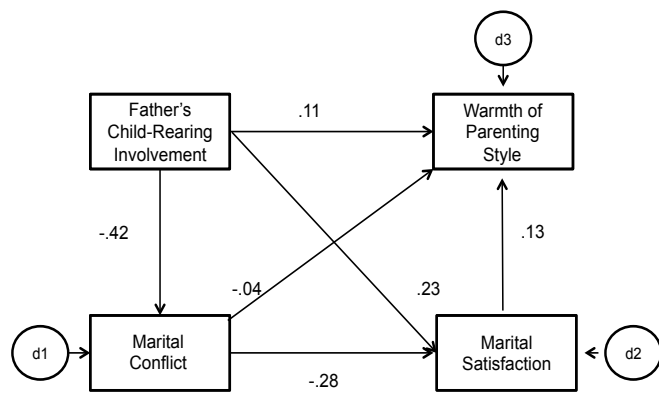 d3
Father's
Child-Rearing
Involvement
.11
Warmth of
Parenting
Style
-.42
.13
-.04
.23
d1
Marital
Conflict
Marital
Satisfaction
d2
-.28